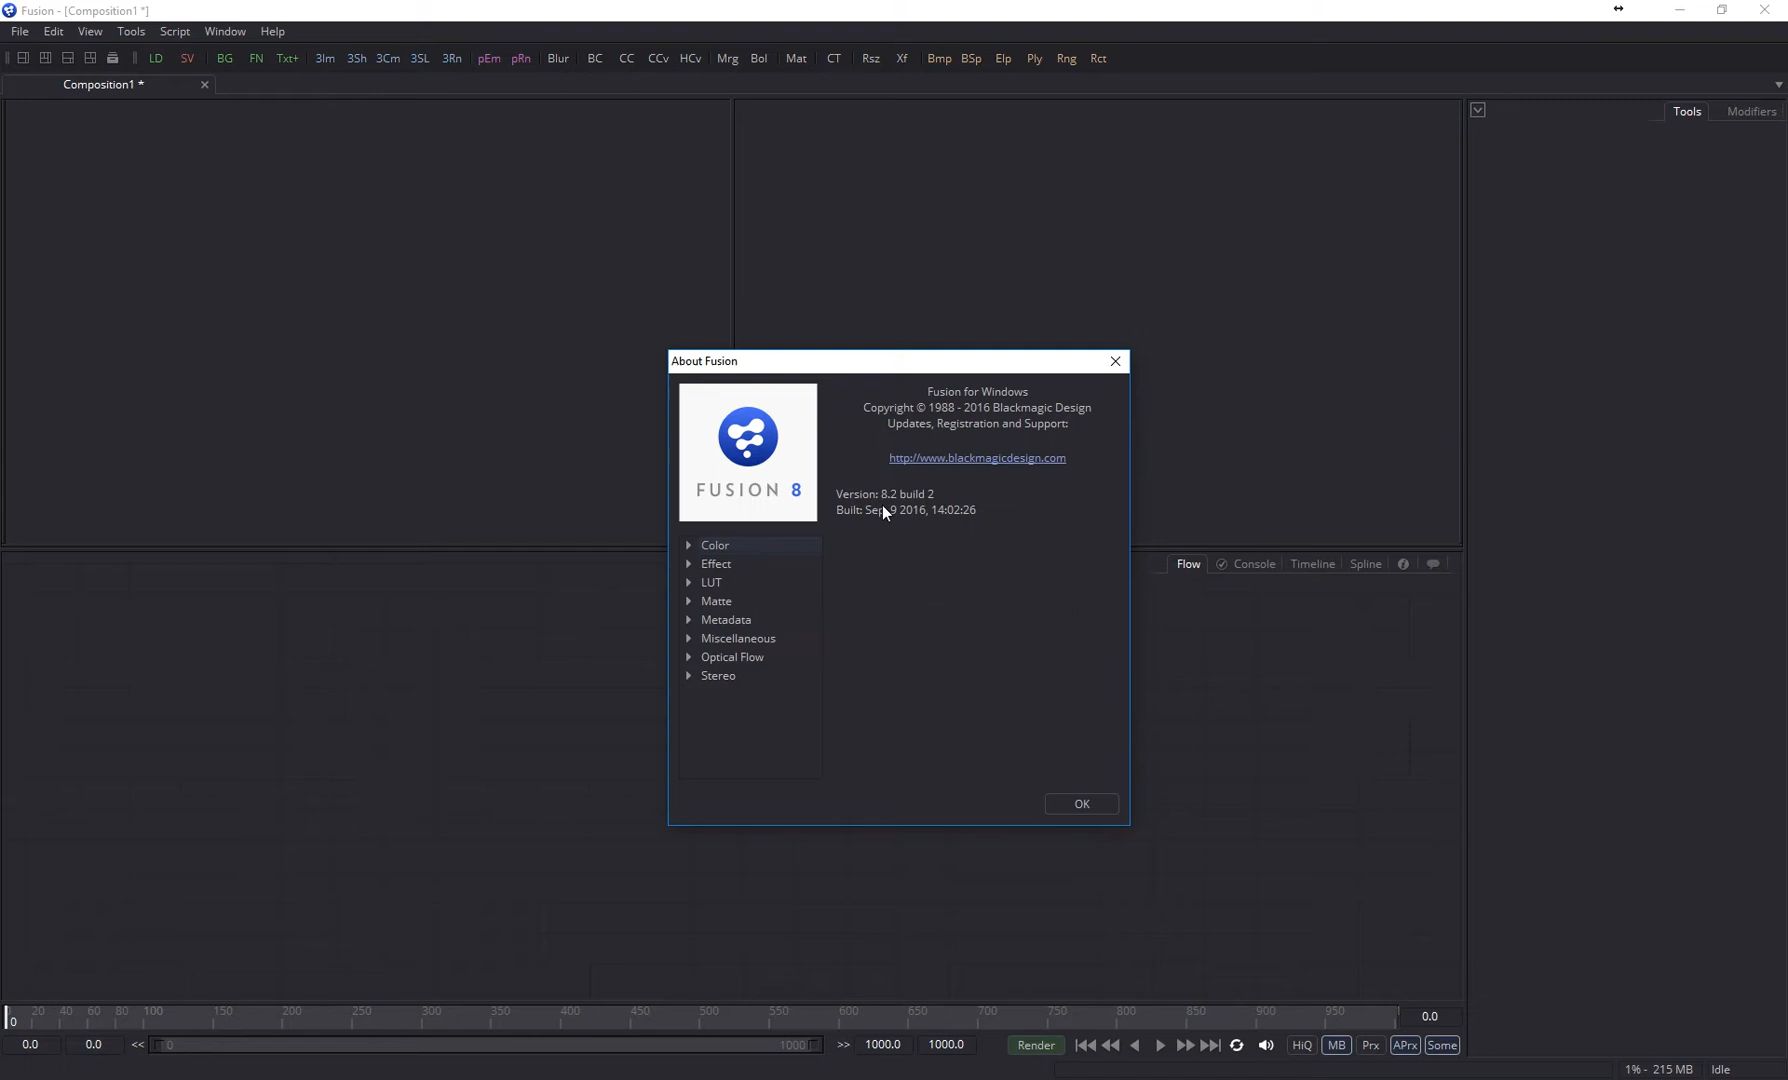 Fusion - [Composition1 *]
File Edit View Tools Script Window Help
LD SV BG FN Txt+ 3Im 3Sh 3Cm 3SL 3Rn pEm pRn Blur BC CC CCv HCv Mrg Bol Mat CT Rsz Xf Bmp BSp Elp Ply Rng Rct
Composition1 *
Tools Modifiers
About Fusion
Fusion for Windows
Copyright © 1988 - 2016 Blackmagic Design
Updates, Registration and Support:
http://www.blackmagicdesign.com
FUSION 8
Version: 8.2 build 2
Built: Sep 9 2016, 14:02:26
Color
Effect
LUT
Matte
Metadata
Miscellaneous
Optical Flow
Stereo
OK
Flow Console Timeline Spline
0 20 40 60 80 100 150 200 250 300 350 400 450 500 550 600 650 700 750 800 850 900 950 0.0
0.0 0.0 << 0 1000 >> 1000.0 1000.0 Render HiQ MB Prx APrx Some
1% - 215 MB Idle